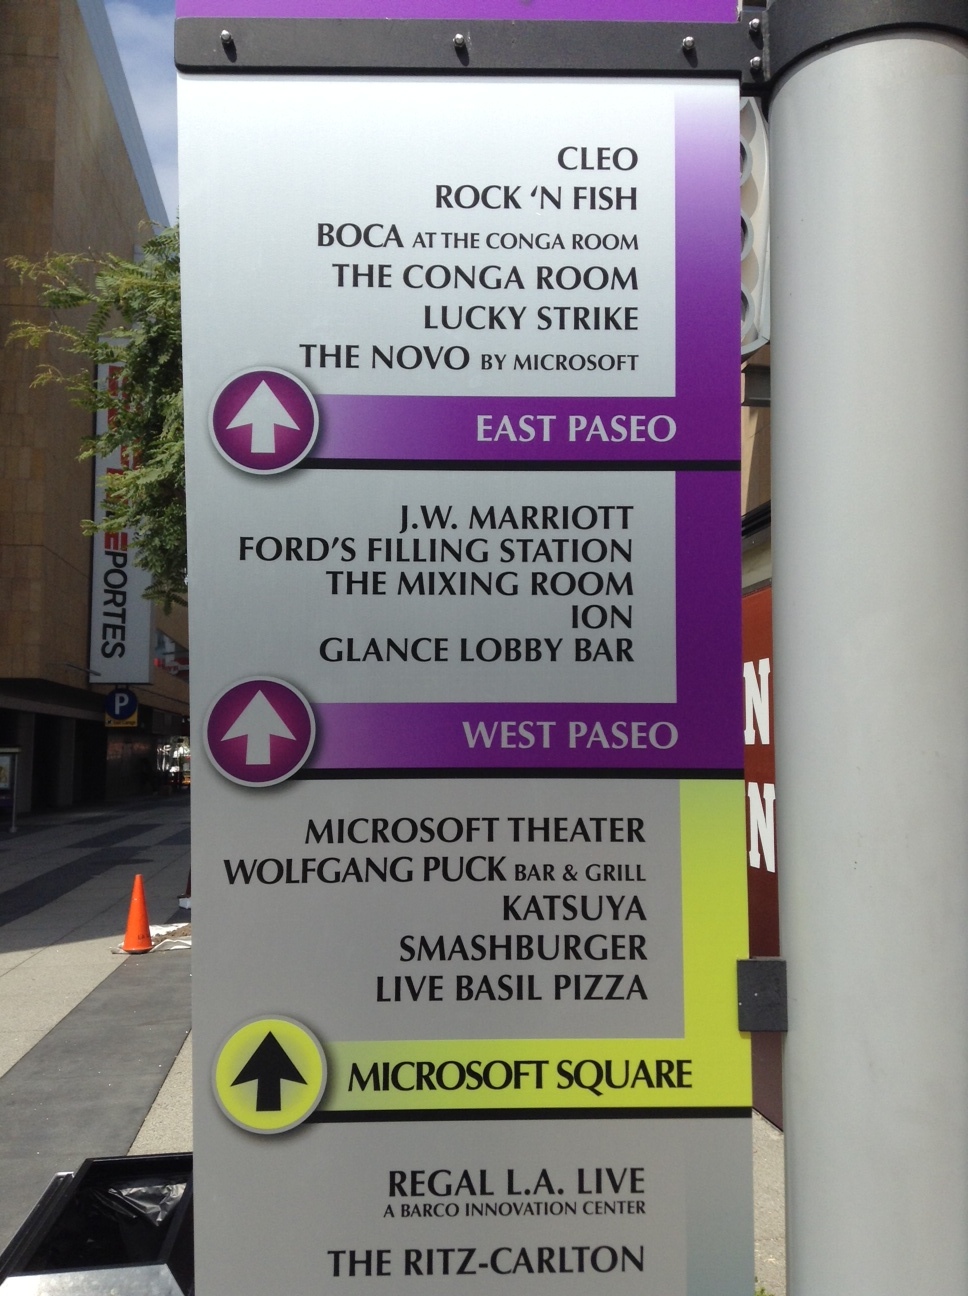 CLEO
ROCK 'N FISH
BOCA AT THE CONGA ROOM
THE CONGA ROOM
LUCKY STRIKE
THE NOVO BY MICROSOFT
EAST PASEO
J.W. MARRIOTT
FORD'S FILLING STATION
THE MIXING ROOM
ION
GLANCE LOBBY BAR
WEST PASEO
MICROSOFT THEATER
WOLFGANG PUCK BAR & GRILL
KATSUYA
SMASHBURGER
LIVE BASIL PIZZA
MICROSOFT SQUARE
REGAL L.A. LIVE
A BARCO INNOVATION CENTER
THE RITZ-CARLTON
PORTES
P
N
N